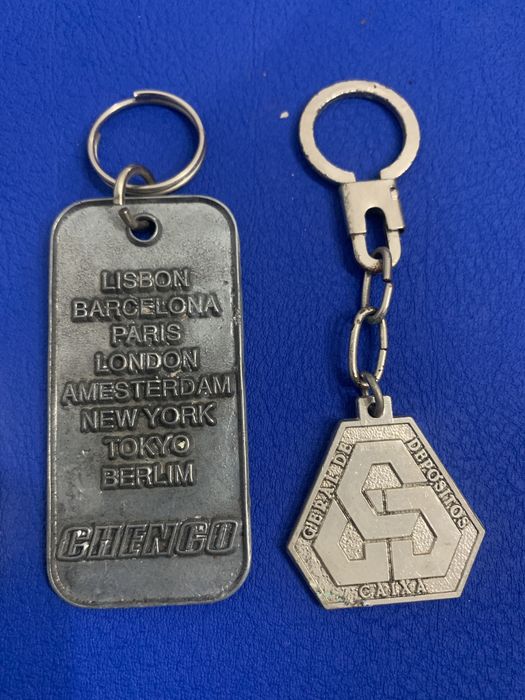 LISBON
BARCELONA
PARIS
LONDON
AMESTERDAM
NEW YORK
TOKYO
BERLIM
CHENCO
CAIXA
GERAL DE
DEPOSITOS